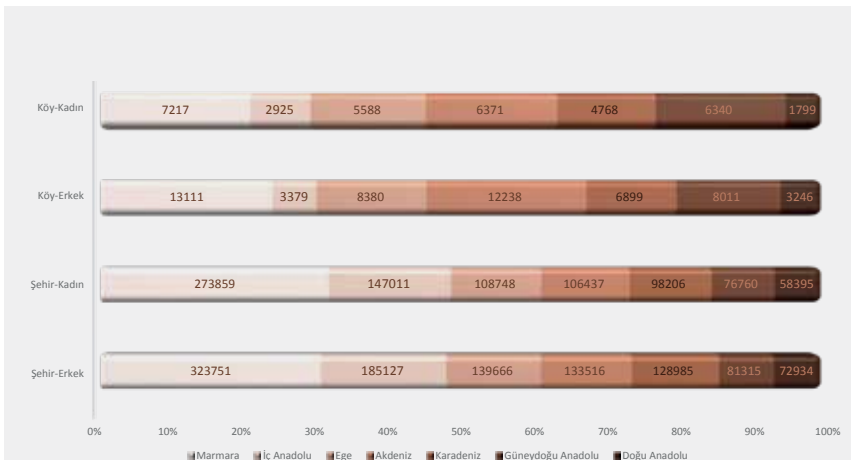 Köy-Kadın 7217 2925 5588 6371 4768 6340 1799
Köy-Erkek 13111 3379 8380 12238 6899 8011 3246
Şehir-Kadın 273859 147011 108748 106437 98206 76760 58395
Şehir-Erkek 323751 185127 139666 133516 128985 81315 72934
0% 10% 20% 30% 40% 50% 60% 70% 80% 90% 100%
Marmara İç Anadolu Ege Akdeniz Karadeniz Güneydoğu Anadolu Doğu Anadolu